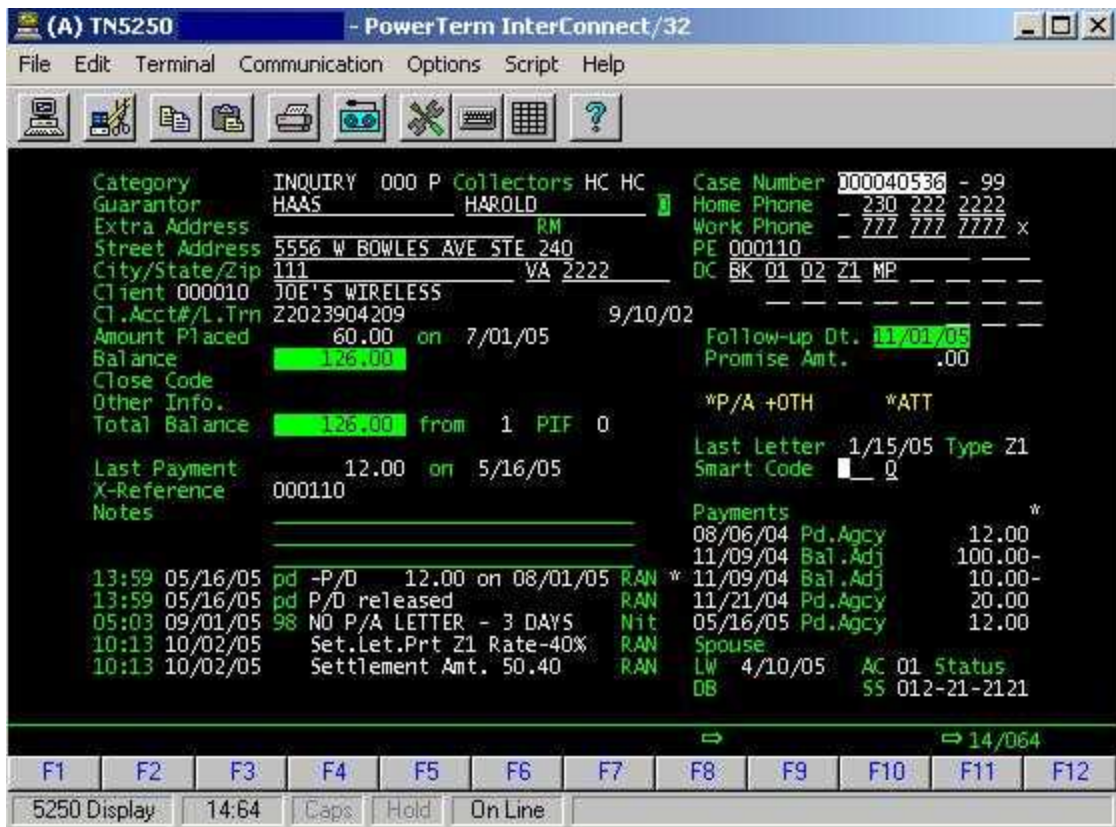 (A) TN5250 - PowerTerm InterConnect/32
File Edit Terminal Communication Options Script Help
Category INQUIRY 000 P Collectors HC HC Case Number 000040536 - 99
Guarantor HAAS HAROLD D Home Phone _ 230 222 2222
Extra Address RM Work Phone _ 777 777 7777 x
Street Address 5556 W BOWLES AVE STE 240 PE 000110
City/State/Zip 111 VA 2222 DC BK 01 02 Z1 MP
Client 000010 JOE'S WIRELESS
Cl.Acct#/L.Trn Z2023904209 9/10/02
Amount Placed 60.00 on 7/01/05 Follow-up Dt. 11/01/05
Balance 126.00 Promise Amt. .00
Close Code
Other Info. *P/A +OTH *ATT
Total Balance 126.00 from 1 PIF 0
Last Letter 1/15/05 Type Z1
Last Payment 12.00 on 5/16/05 Smart Code Q
X-Reference 000110
Notes Payments *
08/06/04 Pd.Agcy 12.00
11/09/04 Bal.Adj 100.00-
13:59 05/16/05 pd -P/D 12.00 on 08/01/05 RAN * 11/09/04 Bal.Adj 10.00-
13:59 05/16/05 pd P/D released RAN 11/21/04 Pd.Agcy 20.00
05:03 09/01/05 98 NO P/A LETTER - 3 DAYS Nit 05/16/05 Pd.Agcy 12.00
10:13 10/02/05 Set.Let.Prt Z1 Rate-40% RAN Spouse
10:13 10/02/05 Settlement Amt. 50.40 RAN LW 4/10/05 AC 01 Status
DB SS 012-21-2121
14/064
F1 F2 F3 F4 F5 F6 F7 F8 F9 F10 F11 F12
5250 Display 14:64 Caps Hold On Line